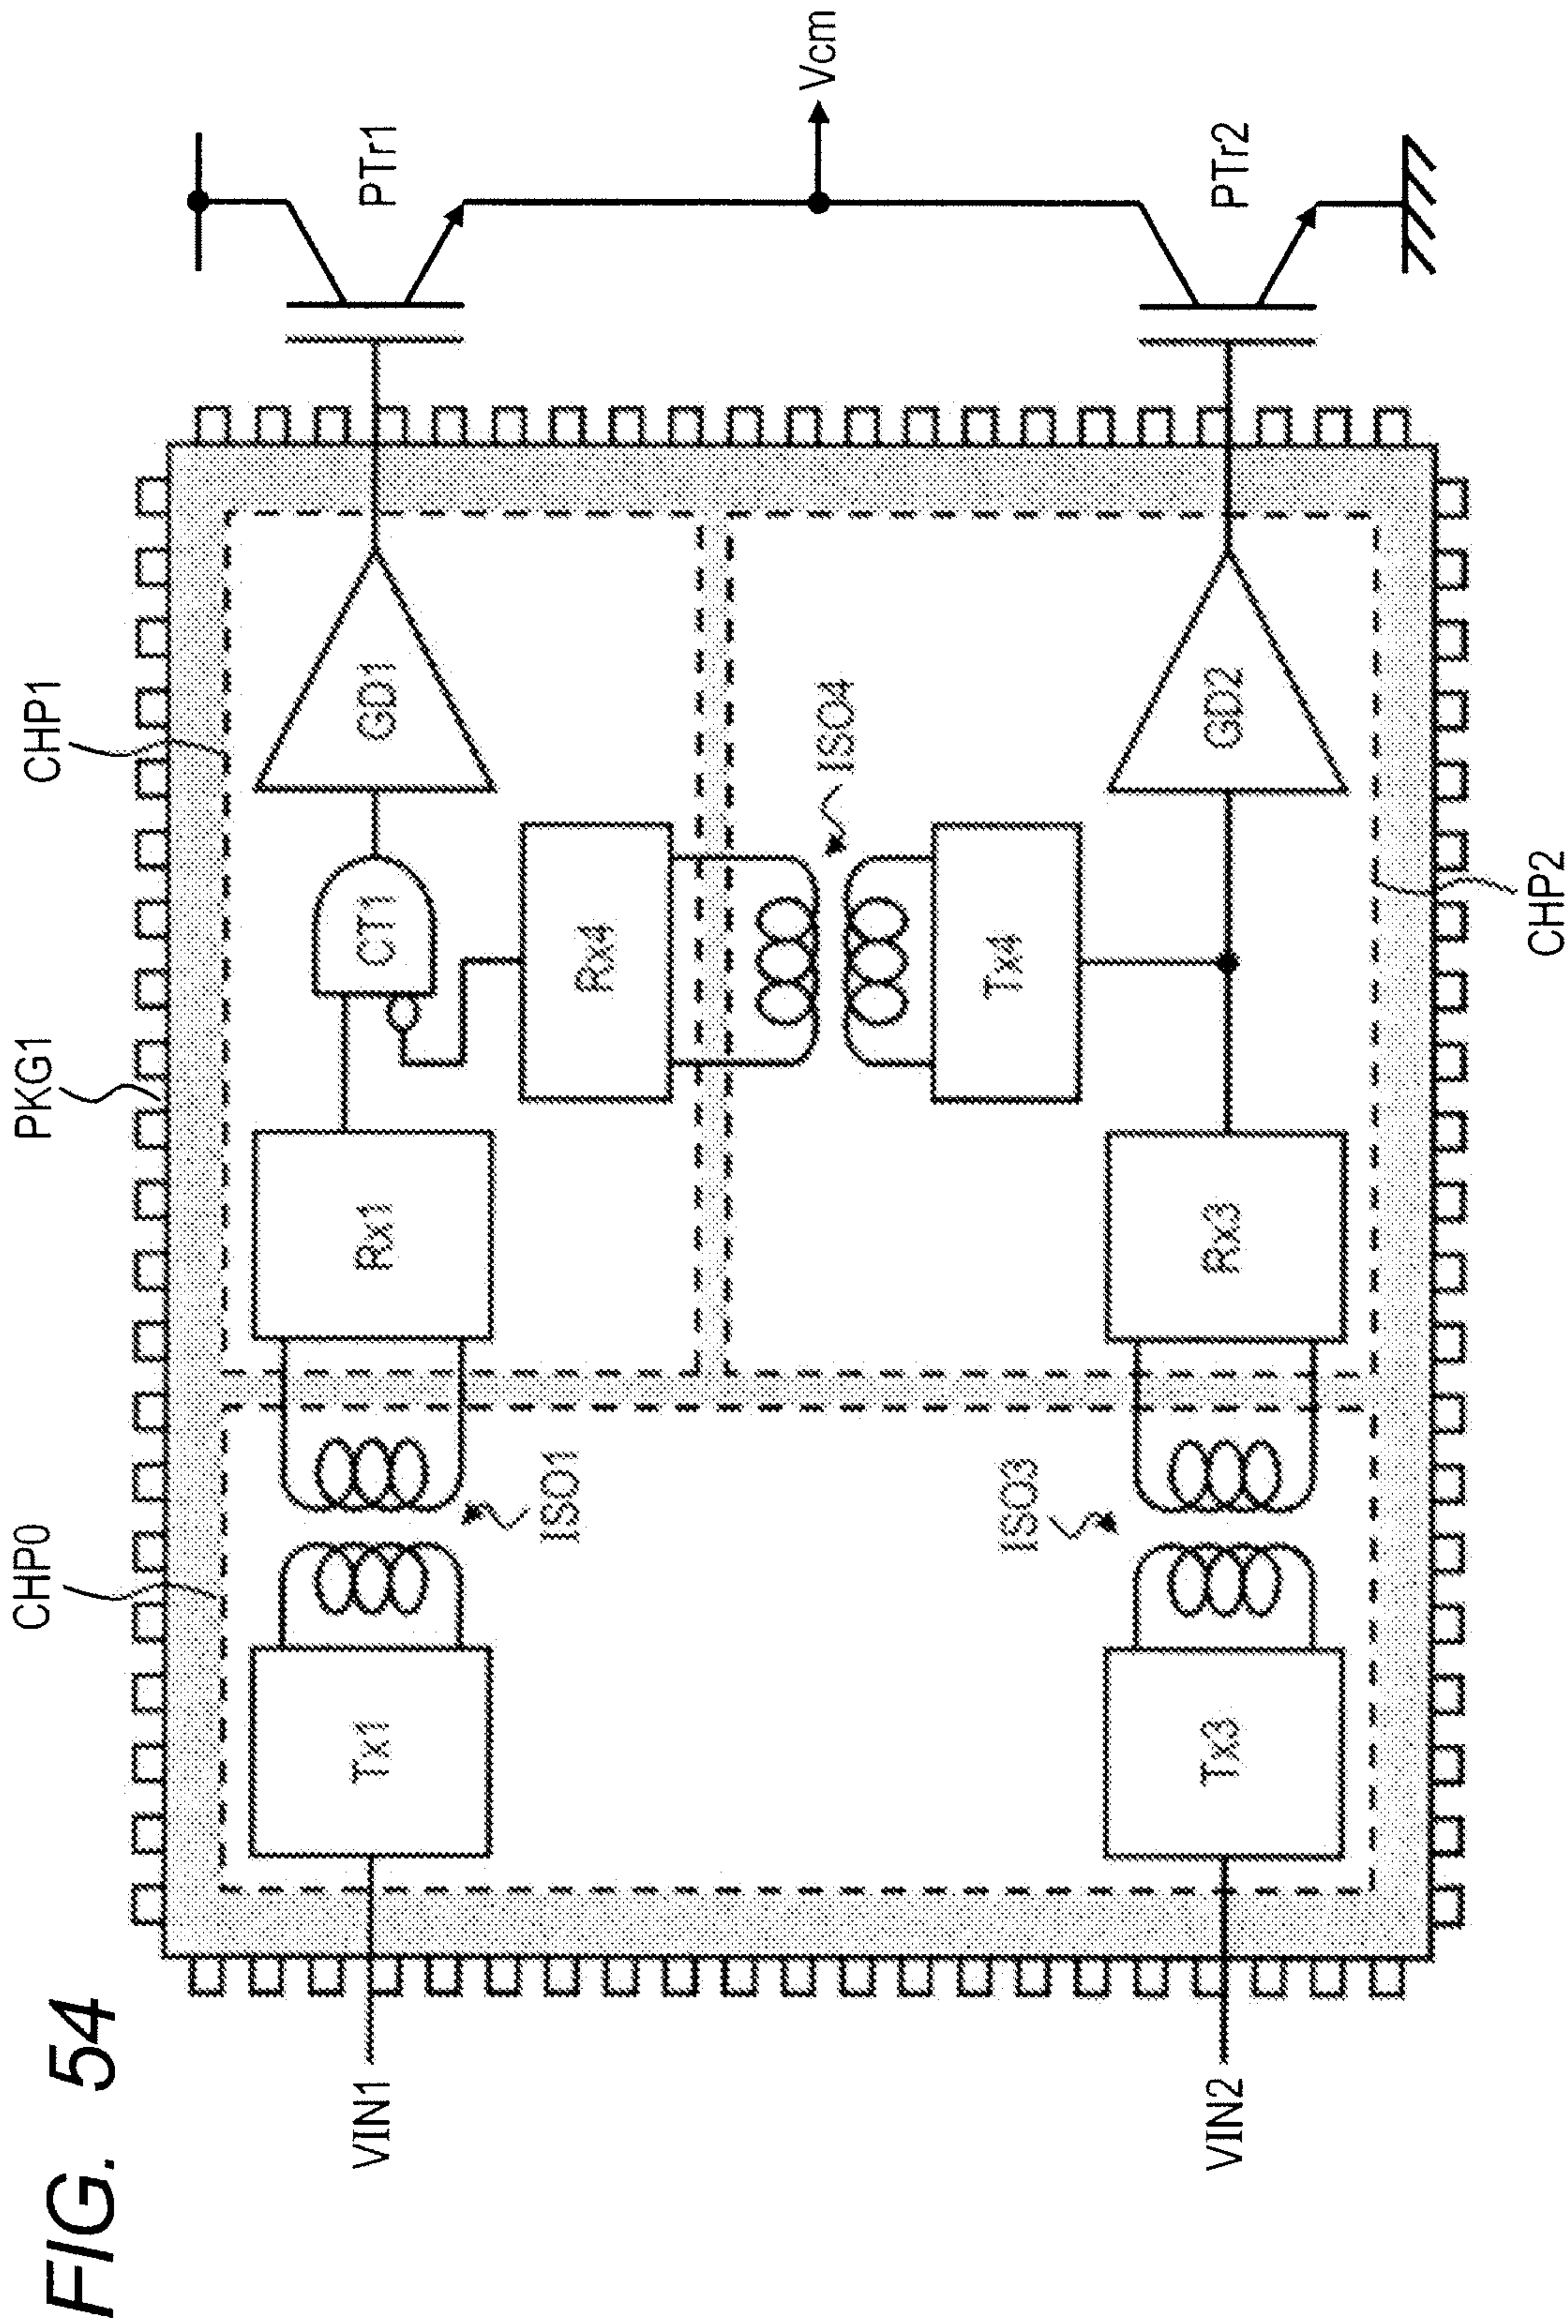 FIG. 54
PKG1
CHP0
CHP1
VIN1
Tx1
ISO1
Rx1
CT1
GD1
PTr1
Rx4
ISO4
Vcm
Tx4
VIN2
Tx3
ISO3
Rx3
GD2
PTr2
CHP2